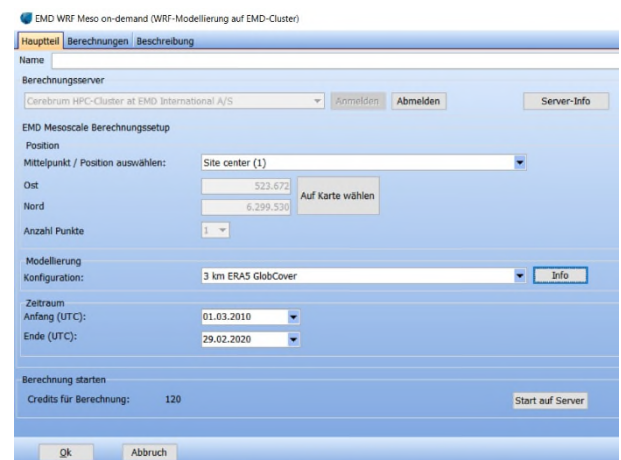 EMD WRF Meso on-demand (WRF-Modellierung auf EMD-Cluster)
Hauptteil Berechnungen Beschreibung
Name
Berechnungsserver
Cerebrum HPC-Cluster at EMD International A/S Anmelden Abmelden Server-Info
EMD Mesoscale Berechnungssetup
Position
Mittelpunkt / Position auswählen: Site center (1)
Ost 523.672
Auf Karte wählen
Nord 6.299.530
Anzahl Punkte 1
Modellierung
Konfiguration: 3 km ERA5 GlobCover Info
Zeitraum
Anfang (UTC): 01.03.2010
Ende (UTC): 29.02.2020
Berechnung starten
Credits für Berechnung: 120 Start auf Server
Ok Abbruch